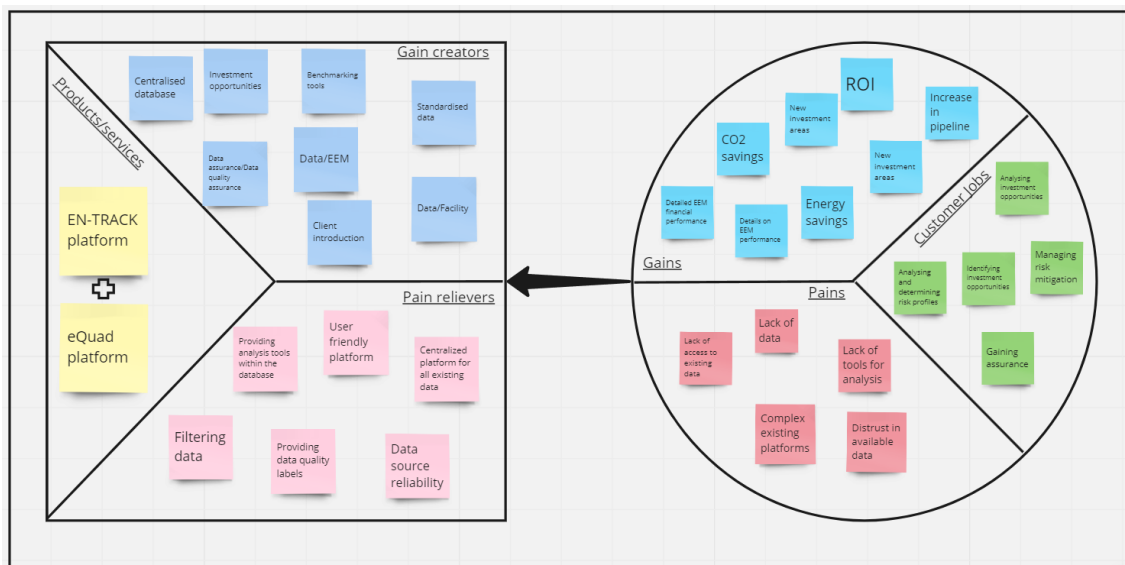 Gain creators
Products/services
Centralised
database
Investment
opportunities
Benchmarking
tools
Standardised
data
Data assurance/Data
quality
assurance
Data/EEM
Data/Facility
Client
introduction
EN-TRACK
platform
eQuad
platform
Pain relievers
Providing
analysis tools
within the
database
User
friendly
platform
Centralized
platform for
all existing
data
Filtering
data
Providing
data quality
labels
Data
source
reliability
Gains
ROI
New
investment
areas
Increase
in
pipeline
CO2
savings
New
investment
areas
Detailed EEM
financial
performance
Details on
EEM
performance
Energy
savings
Customer jobs
Analysing
investment
opportunities
Analysing
and
determining
risk profiles
Identifying
investment
opportunities
Managing
risk
mitigation
Gaining
assurance
Pains
Lack of
access to
existing
data
Lack of
data
Lack of
tools for
analysis
Complex
existing
platforms
Distrust in
available
data